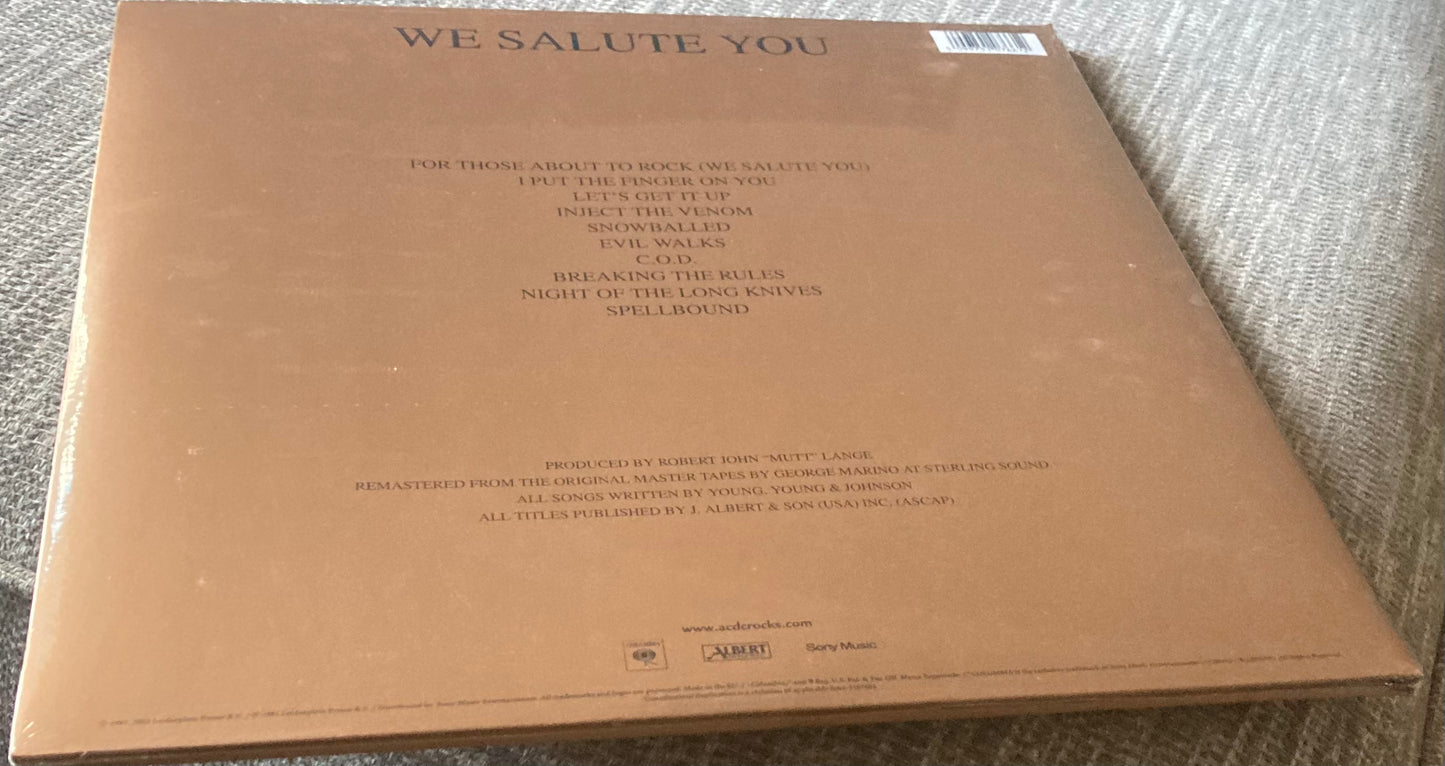 WE SALUTE YOU
FOR THOSE ABOUT TO ROCK (WE SALUTE YOU)
I PUT THE FINGER ON YOU
LET'S GET IT UP
INJECT THE VENOM
SNOWBALLED
EVIL WALKS
C.O.D.
BREAKING THE RULES
NIGHT OF THE LONG KNIVES
SPELLBOUND
PRODUCED BY ROBERT JOHN "MUTT" LANGE
REMASTERED FROM THE ORIGINAL MASTER TAPES BY GEORGE MARINO AT STERLING SOUND
ALL SONGS WRITTEN BY YOUNG, YOUNG & JOHNSON
ALL TITLES PUBLISHED BY J. ALBERT & SON (USA) INC. (ASCAP)
www.acdcrocks.com
ALBERT
Sony Music